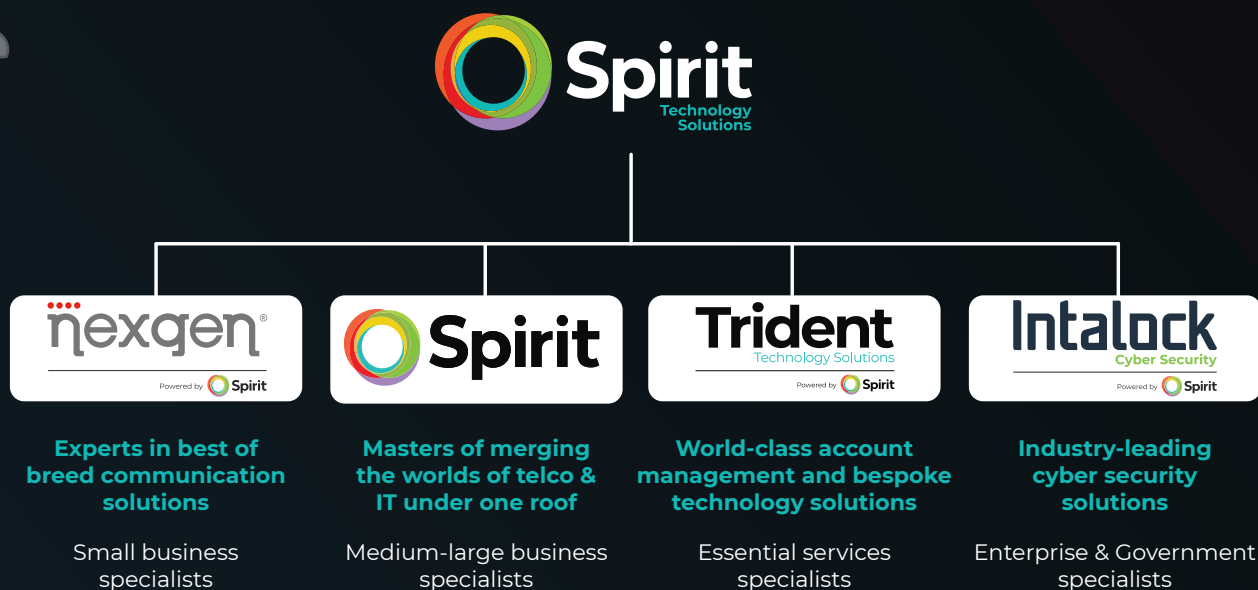 Spirit
Technology
Solutions
nexgen®
Powered by Spirit
Spirit
Trident
Technology Solutions
Powered by Spirit
Intalock
Cyber Security
Powered by Spirit
Experts in best of
breed communication
solutions
Small business
specialists
Masters of merging
the worlds of telco &
IT under one roof
Medium-large business
specialists
World-class account
management and bespoke
technology solutions
Essential services
specialists
Industry-leading
cyber security
solutions
Enterprise & Government
specialists